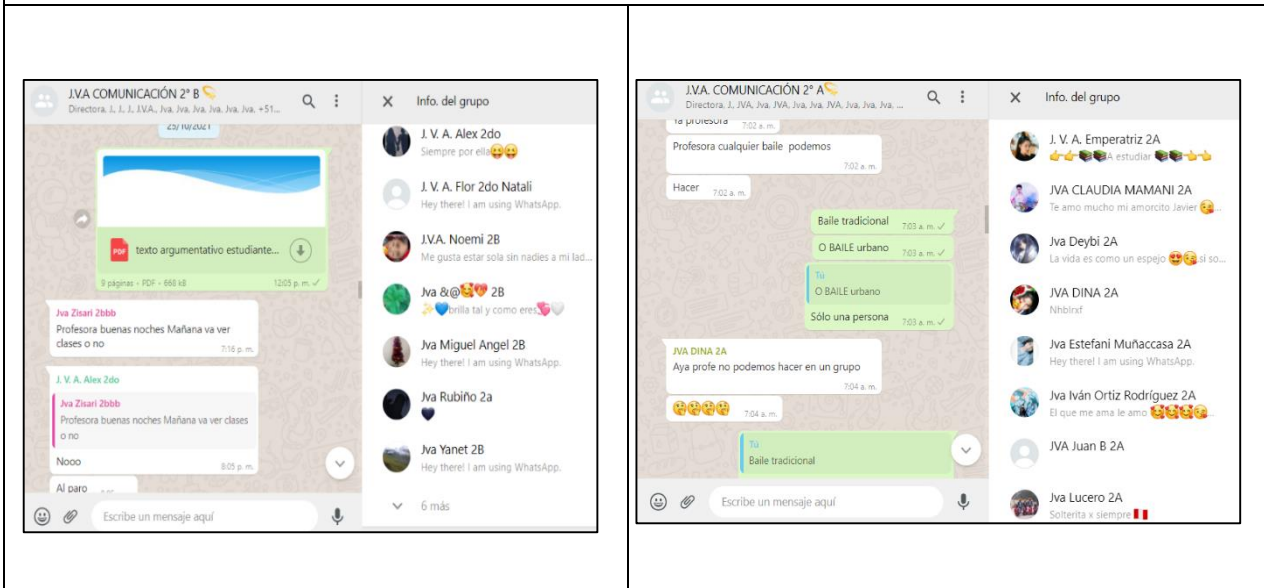 J.V.A COMUNICACIÓN 2° B
Directora, J., J., J., J.V.A., Jva, Jva, Jva, Jva, Jva, Jva, +51...
25/10/2021
PDF
texto argumentativo estudiante...
9 páginas • PDF • 668 kB
12:05 p. m.
Jva Zisari 2bbb
Profesora buenas noches Mañana va ver
clases o no
7:16 p. m.
J. V. A. Alex 2do
Jva Zisari 2bbb
Profesora buenas noches Mañana va ver clases
o no
Nooo
8:05 p. m.
Al paro
Escribe un mensaje aquí
Info. del grupo
J. V. A. Alex 2do
Siempre por ella😝😝
J. V. A. Flor 2do Natali
Hey there! I am using WhatsApp.
J.V.A. Noemi 2B
Me gusta estar sola sin nadies a mi lad...
Jva &@🥰💝 2B
✨💙brilla tal y como eres💖🤍
Jva Miguel Angel 2B
Hey there! I am using WhatsApp.
Jva Rubiño 2a
🖤
Jva Yanet 2B
Hey there! I am using WhatsApp.
6 más
J.V.A. COMUNICACIÓN 2° A
Directora, J., JVA, Jva, JVA, Jva, Jva, JVA, Jva, Jva, Jva, ...
Ya profesora
7:02 a. m.
Profesora cualquier baile podemos
7:02 a. m.
Hacer
7:02 a. m.
Baile tradicional
7:03 a. m.
O BAILE urbano
7:03 a. m.
Tú
O BAILE urbano
Sólo una persona
7:03 a. m.
JVA DINA 2A
Aya profe no podemos hacer en un grupo
7:04 a. m.
🤔🤔🤔🤔
7:04 a. m.
Tú
Baile tradicional
Escribe un mensaje aquí
Info. del grupo
J. V. A. Emperatriz 2A
👉👉📚📚A estudiar 📚📚👈👈
JVA CLAUDIA MAMANI 2A
Te amo mucho mi amorcito Javier 😘...
Jva Deybi 2A
La vida es como un espejo 😍😘si so...
JVA DINA 2A
Nhblrxf
Jva Estefani Muñaccasa 2A
Hey there! I am using WhatsApp.
Jva Iván Ortiz Rodríguez 2A
El que me ama le amo 🥰🥰🥰😘...
JVA Juan B 2A
Jva Lucero 2A
Solterita x siempre🇵🇪